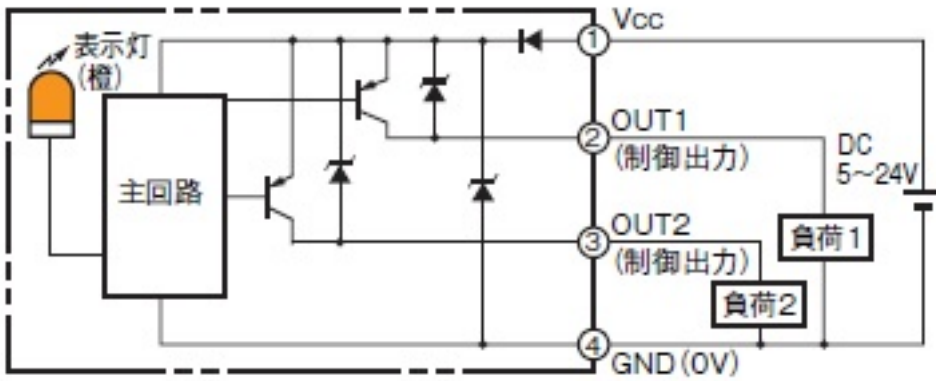 表示灯
(橙)
主回路
① Vcc
② OUT1
(制御出力)
③ OUT2
(制御出力)
④ GND(0V)
DC
5～24V
負荷1
負荷2